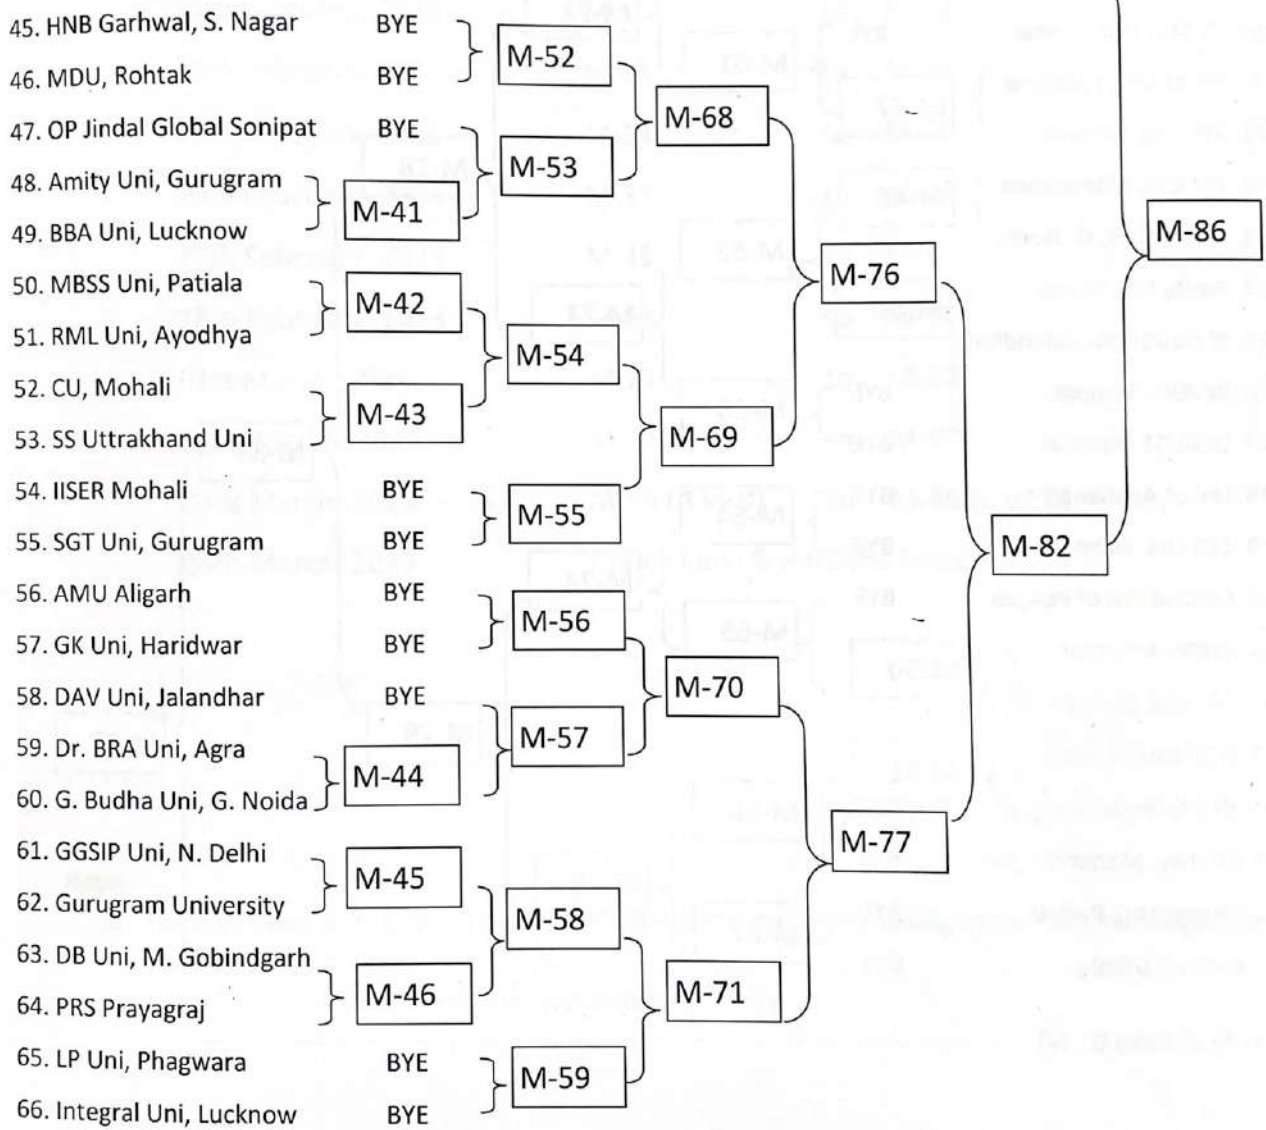 45. HNB Garhwal, S. Nagar BYE
M-52
46. MDU, Rohtak BYE
M-68
47. OP Jindal Global Sonipat BYE
M-53
48. Amity Uni, Gurugram
M-41
49. BBA Uni, Lucknow
M-86
50. MBSS Uni, Patiala
M-42
M-76
51. RML Uni, Ayodhya
M-54
52. CU, Mohali
M-43
53. SS Uttrakhand Uni
M-69
54. IISER Mohali BYE
M-55
55. SGT Uni, Gurugram BYE
M-82
56. AMU Aligarh BYE
M-56
57. GK Uni, Haridwar BYE
M-70
58. DAV Uni, Jalandhar BYE
M-57
59. Dr. BRA Uni, Agra
M-44
60. G. Budha Uni, G. Noida
M-77
61. GGSIP Uni, N. Delhi
M-45
62. Gurugram University
M-58
63. DB Uni, M. Gobindgarh
M-46
M-71
64. PRS Prayagraj
65. LP Uni, Phagwara BYE
M-59
66. Integral Uni, Lucknow BYE